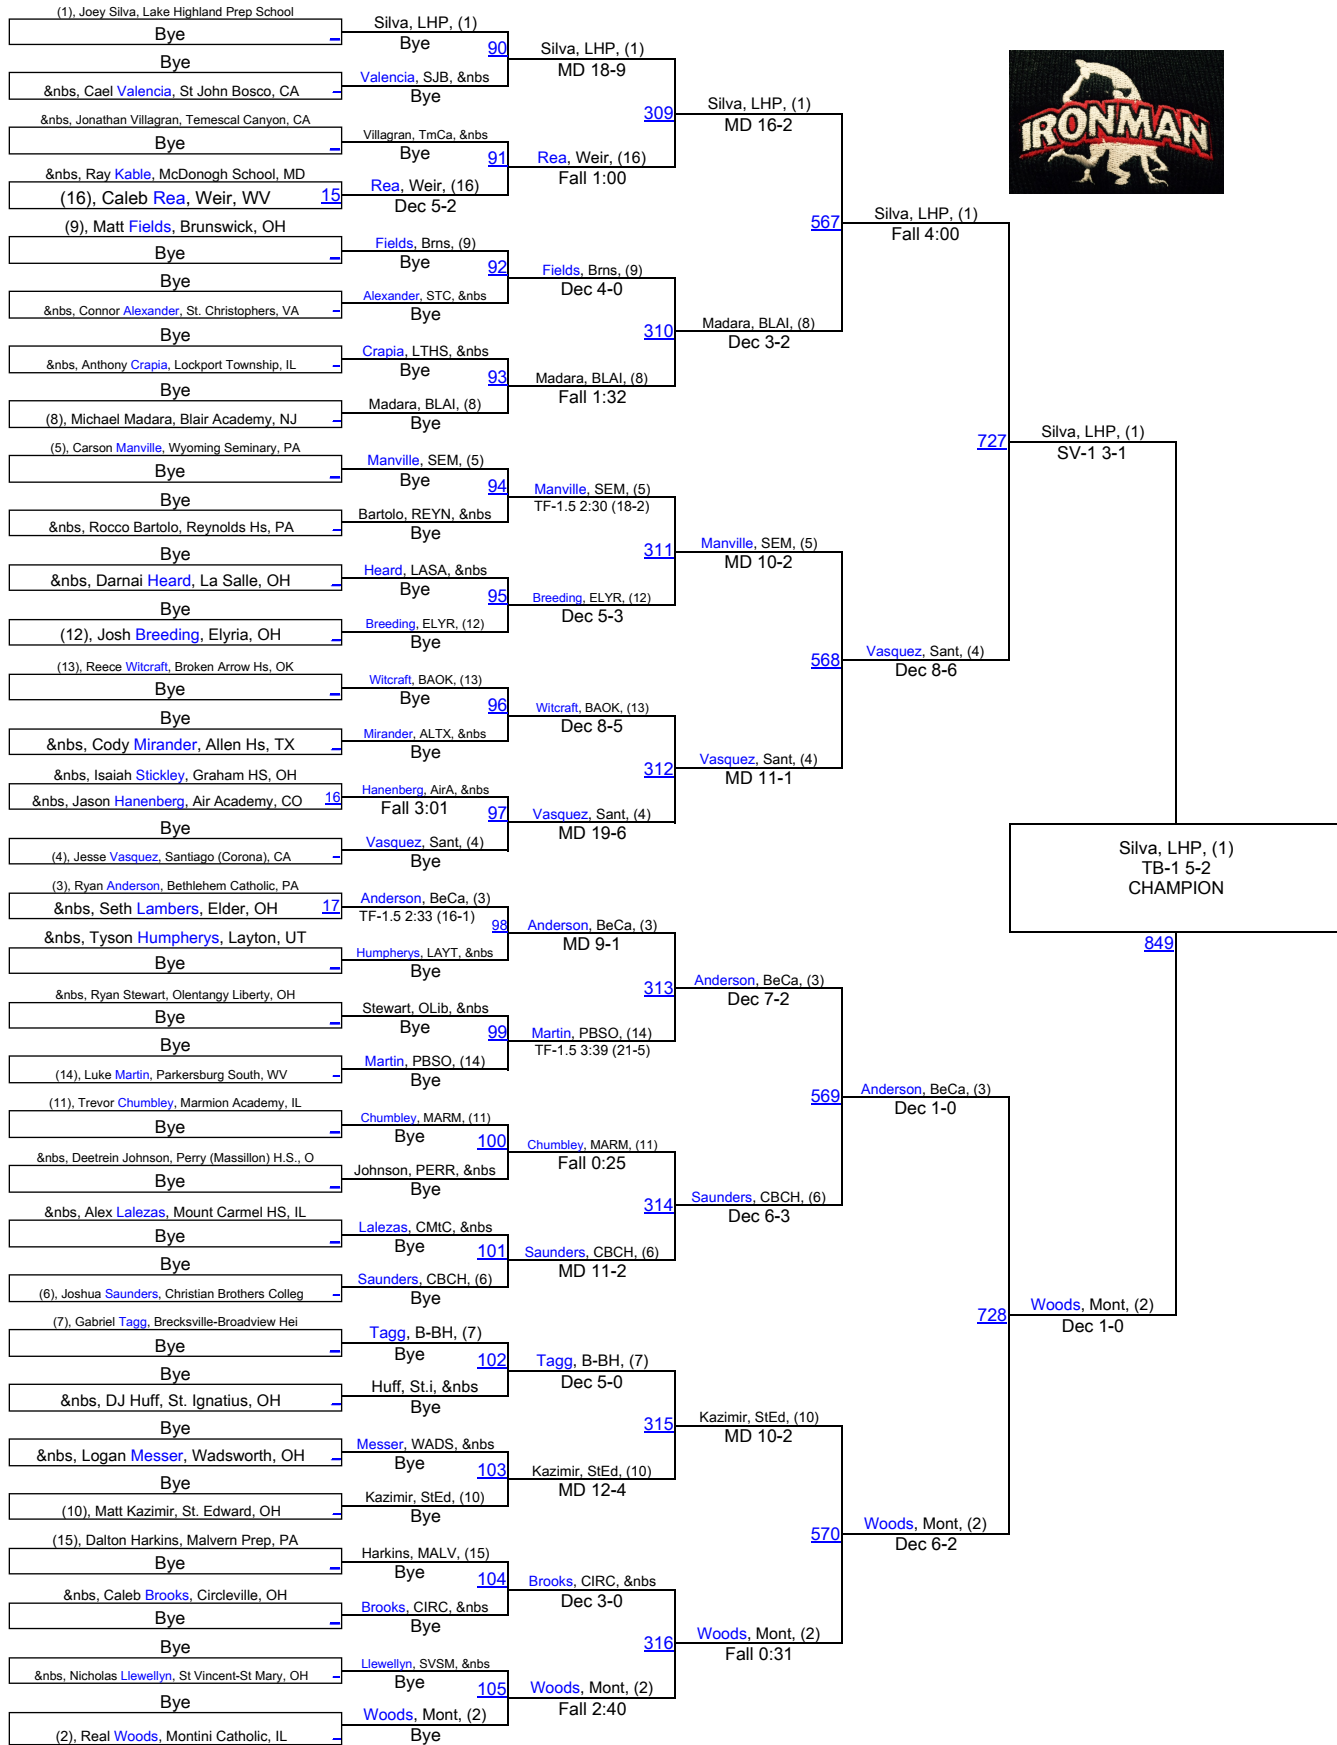 (1), Joey Silva, Lake Highland Prep School
Bye
Bye
&nbs, Cael Valencia, St John Bosco, CA
&nbs, Jonathan Villagran, Temescal Canyon, CA
Bye
&nbs, Ray Kable, McDonogh School, MD
(16), Caleb Rea, Weir, WV 15
(9), Matt Fields, Brunswick, OH
Bye
Bye
&nbs, Connor Alexander, St. Christophers, VA
Bye
&nbs, Anthony Crapia, Lockport Township, IL
Bye
(8), Michael Madara, Blair Academy, NJ
(5), Carson Manville, Wyoming Seminary, PA
Bye
Bye
&nbs, Rocco Bartolo, Reynolds Hs, PA
Bye
&nbs, Darnai Heard, La Salle, OH
Bye
(12), Josh Breeding, Elyria, OH
(13), Reece Witcraft, Broken Arrow Hs, OK
Bye
Bye
&nbs, Cody Mirander, Allen Hs, TX
&nbs, Isaiah Stickley, Graham HS, OH
&nbs, Jason Hanenberg, Air Academy, CO 16
Bye
(4), Jesse Vasquez, Santiago (Corona), CA
(3), Ryan Anderson, Bethlehem Catholic, PA
&nbs, Seth Lambers, Elder, OH 17
&nbs, Tyson Humpherys, Layton, UT
Bye
&nbs, Ryan Stewart, Olentangy Liberty, OH
Bye
Bye
(14), Luke Martin, Parkersburg South, WV
(11), Trevor Chumbley, Marmion Academy, IL
Bye
&nbs, Deetrein Johnson, Perry (Massillon) H.S., O
Bye
&nbs, Alex Lalezas, Mount Carmel HS, IL
Bye
Bye
(6), Joshua Saunders, Christian Brothers Colleg
(7), Gabriel Tagg, Brecksville-Broadview Hei
Bye
Bye
&nbs, DJ Huff, St. Ignatius, OH
Bye
&nbs, Logan Messer, Wadsworth, OH
Bye
(10), Matt Kazimir, St. Edward, OH
(15), Dalton Harkins, Malvern Prep, PA
Bye
&nbs, Caleb Brooks, Circleville, OH
Bye
Bye
&nbs, Nicholas Llewellyn, St Vincent-St Mary, OH
Bye
(2), Real Woods, Montini Catholic, IL
Silva, LHP, (1)
Bye
90
Valencia, SJB, &nbs
Bye
Villagran, TmCa, &nbs
Bye
91
Rea, Weir, (16)
Dec 5-2
Fields, Brns, (9)
Bye
92
Alexander, STC, &nbs
Bye
Crapia, LTHS, &nbs
Bye
93
Madara, BLAI, (8)
Bye
Manville, SEM, (5)
Bye
94
Bartolo, REYN, &nbs
Bye
Heard, LASA, &nbs
Bye
95
Breeding, ELYR, (12)
Bye
Witcraft, BAOK, (13)
Bye
96
Mirander, ALTX, &nbs
Bye
Hanenberg, AirA, &nbs
Fall 3:01
97
Vasquez, Sant, (4)
Bye
Anderson, BeCa, (3)
TF-1.5 2:33 (16-1)
98
Humpherys, LAYT, &nbs
Bye
Stewart, OLib, &nbs
Bye
99
Martin, PBSO, (14)
Bye
Chumbley, MARM, (11)
Bye
100
Johnson, PERR, &nbs
Bye
Lalezas, CMtC, &nbs
Bye
101
Saunders, CBCH, (6)
Bye
Tagg, B-BH, (7)
Bye
102
Huff, St.i, &nbs
Bye
Messer, WADS, &nbs
Bye
103
Kazimir, StEd, (10)
Bye
Harkins, MALV, (15)
Bye
104
Brooks, CIRC, &nbs
Bye
Llewellyn, SVSM, &nbs
Bye
105
Woods, Mont, (2)
Bye
Silva, LHP, (1)
MD 18-9
309
Rea, Weir, (16)
Fall 1:00
Fields, Brns, (9)
Dec 4-0
310
Madara, BLAI, (8)
Fall 1:32
Manville, SEM, (5)
TF-1.5 2:30 (18-2)
311
Breeding, ELYR, (12)
Dec 5-3
Witcraft, BAOK, (13)
Dec 8-5
312
Vasquez, Sant, (4)
MD 19-6
Anderson, BeCa, (3)
MD 9-1
313
Martin, PBSO, (14)
TF-1.5 3:39 (21-5)
Chumbley, MARM, (11)
Fall 0:25
314
Saunders, CBCH, (6)
MD 11-2
Tagg, B-BH, (7)
Dec 5-0
315
Kazimir, StEd, (10)
MD 12-4
Brooks, CIRC, &nbs
Dec 3-0
316
Woods, Mont, (2)
Fall 2:40
Silva, LHP, (1)
MD 16-2
567
Madara, BLAI, (8)
Dec 3-2
Manville, SEM, (5)
MD 10-2
568
Vasquez, Sant, (4)
MD 11-1
Anderson, BeCa, (3)
Dec 7-2
569
Saunders, CBCH, (6)
Dec 6-3
Kazimir, StEd, (10)
MD 10-2
570
Woods, Mont, (2)
Fall 0:31
Silva, LHP, (1)
Fall 4:00
727
Vasquez, Sant, (4)
Dec 8-6
Anderson, BeCa, (3)
Dec 1-0
728
Woods, Mont, (2)
Dec 6-2
IRONMAN
Silva, LHP, (1)
SV-1 3-1
Silva, LHP, (1)
TB-1 5-2
CHAMPION
849
Woods, Mont, (2)
Dec 1-0